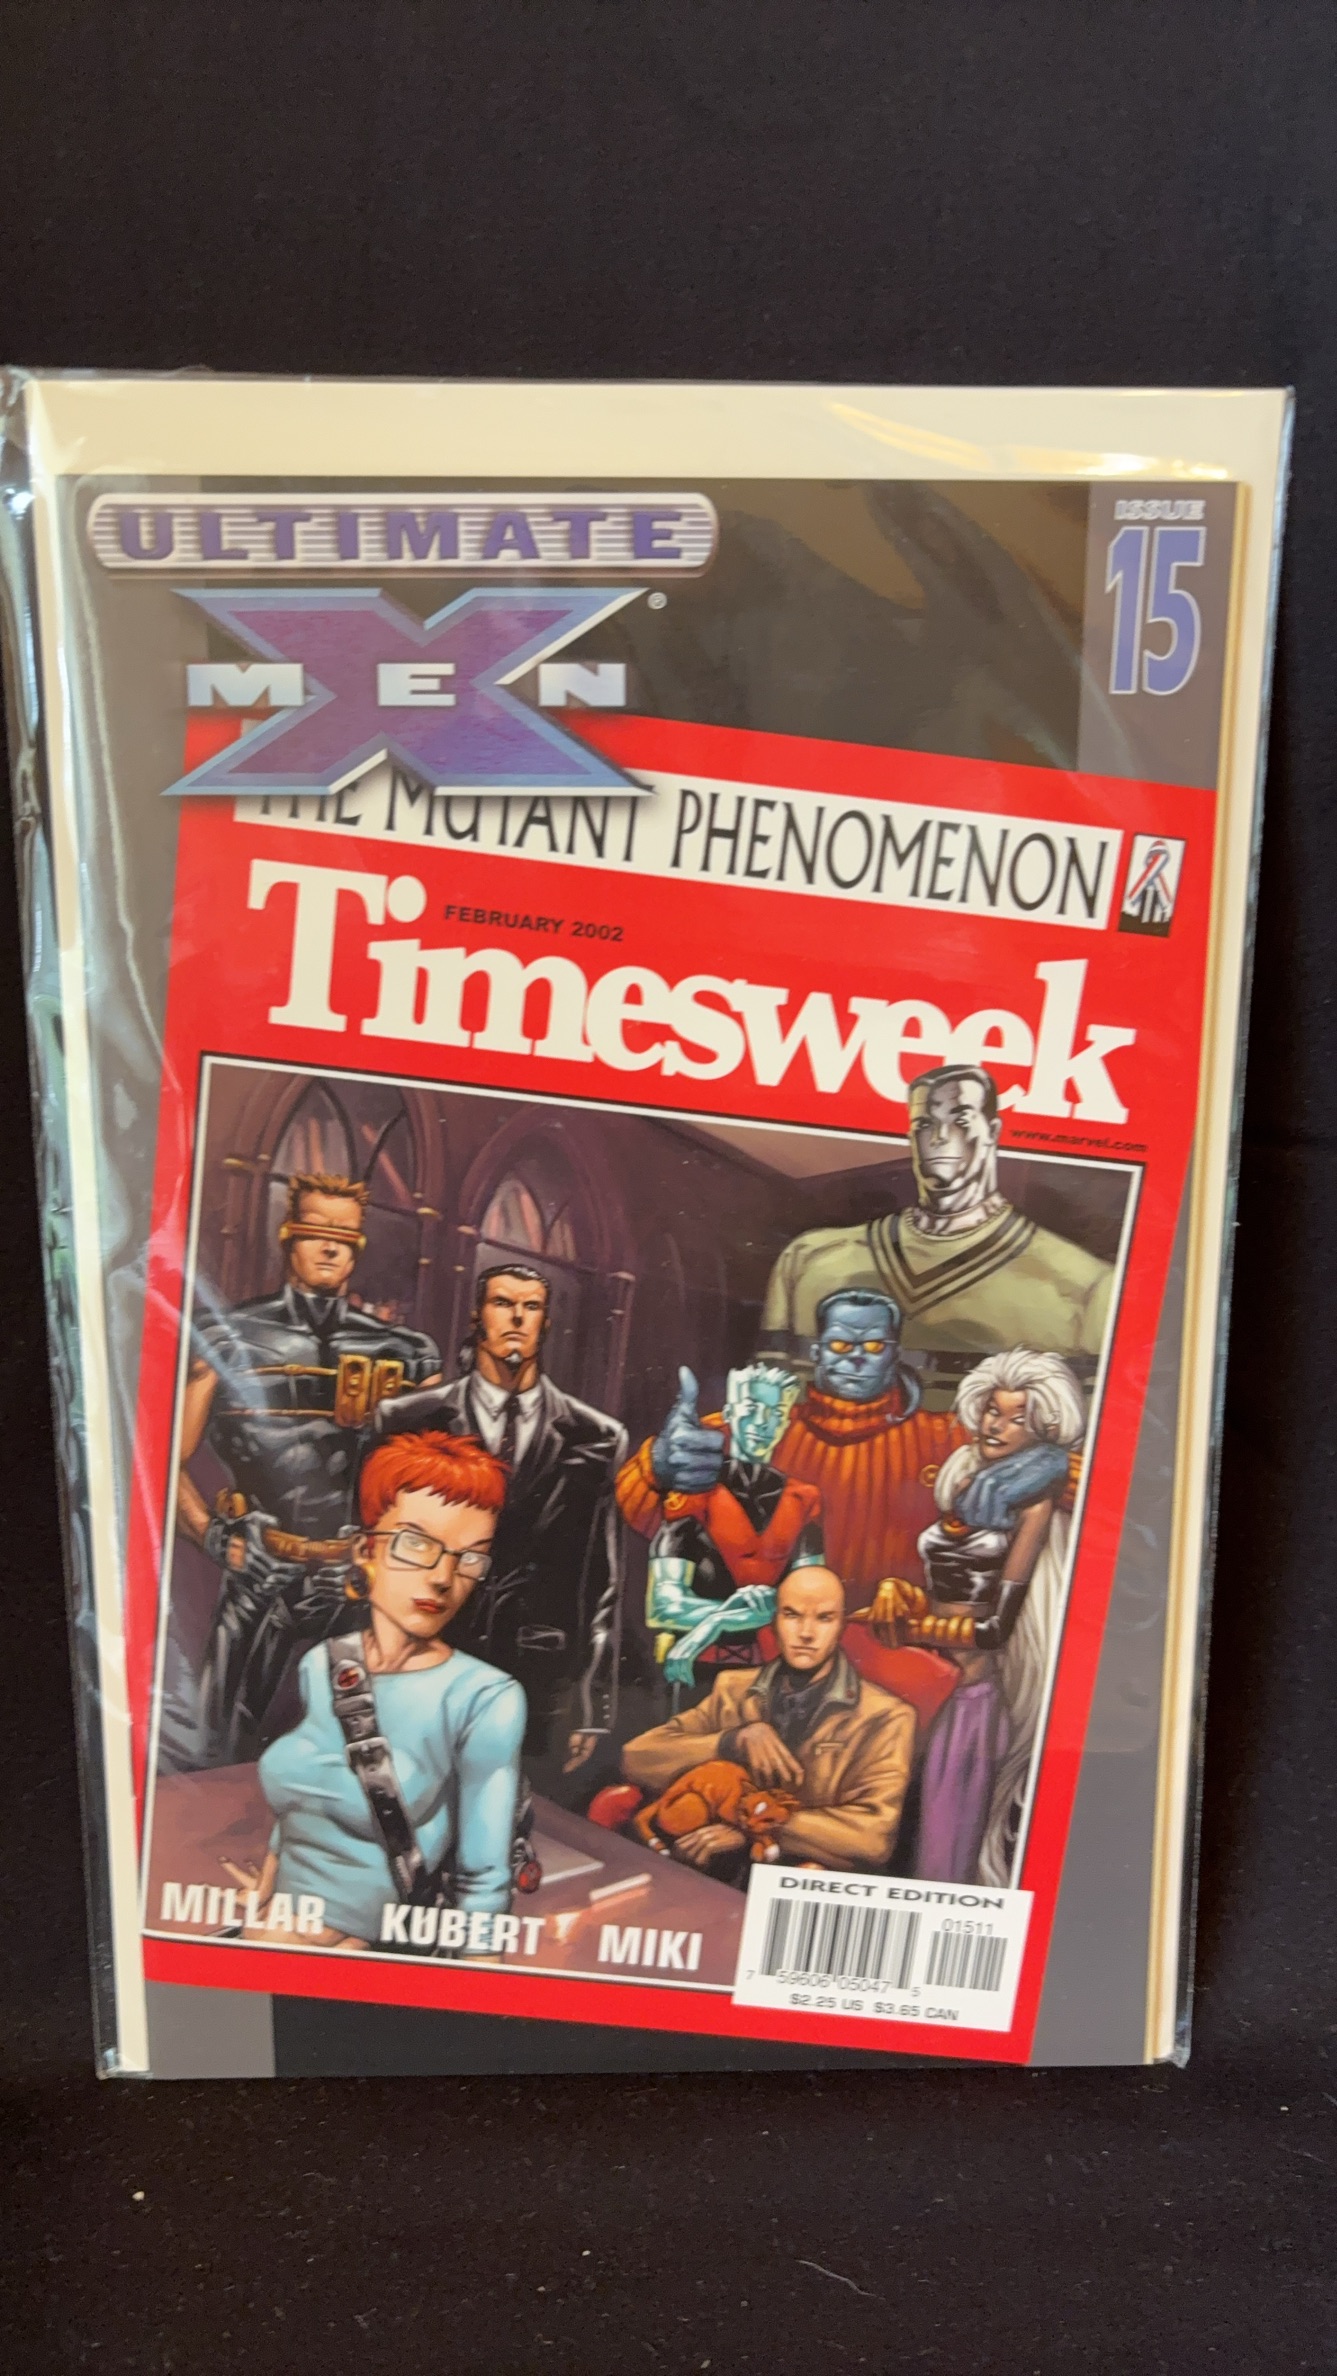 ULTIMATE
X
MEN®
ISSUE
15
THE MUTANT PHENOMENON
FEBRUARY 2002
Timesweek
www.marvel.com
MILLAR KUBERT MIKI
DIRECT EDITION
01511
7 59606 05047 5
$2.25 US $3.65 CAN